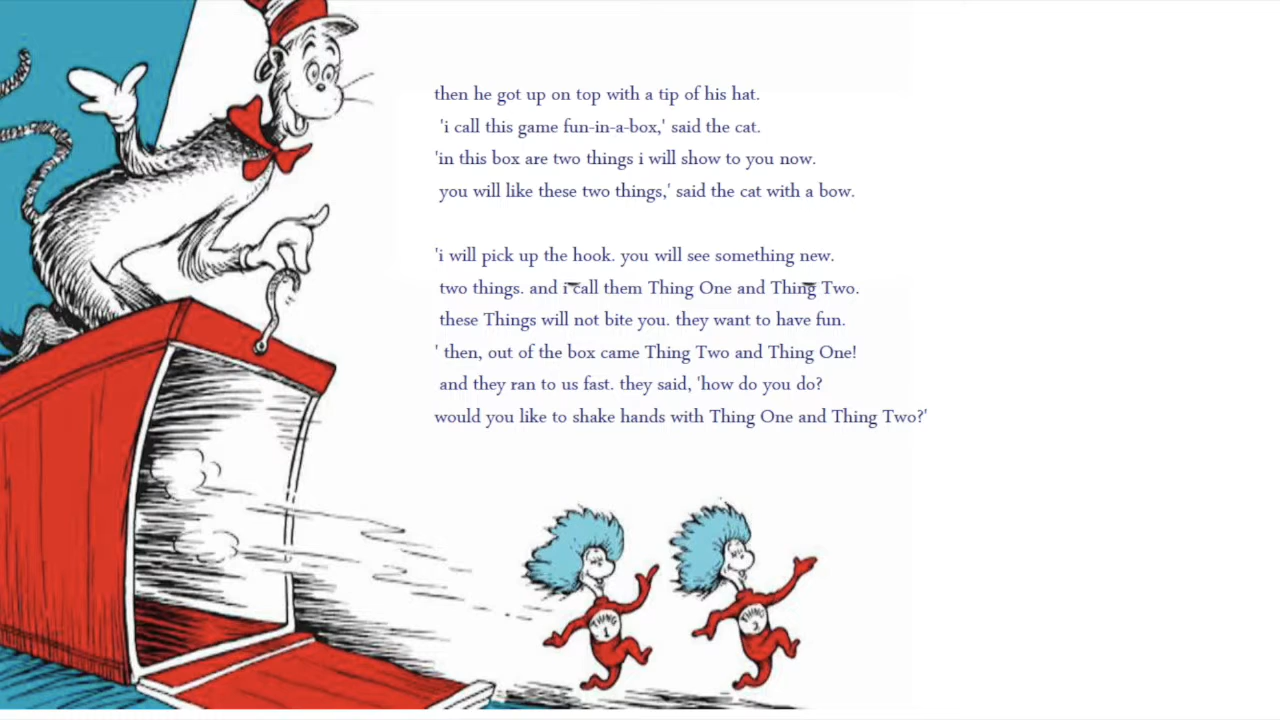 then he got up on top with a tip of his hat.
'i call this game fun-in-a-box,' said the cat.
'in this box are two things i will show to you now.
you will like these two things,' said the cat with a bow.
'i will pick up the hook. you will see something new.
two things. and i call them Thing One and Thing Two.
these Things will not bite you. they want to have fun.
' then, out of the box came Thing Two and Thing One!
and they ran to us fast. they said, 'how do you do?
would you like to shake hands with Thing One and Thing Two?'
THING
1
THING
2